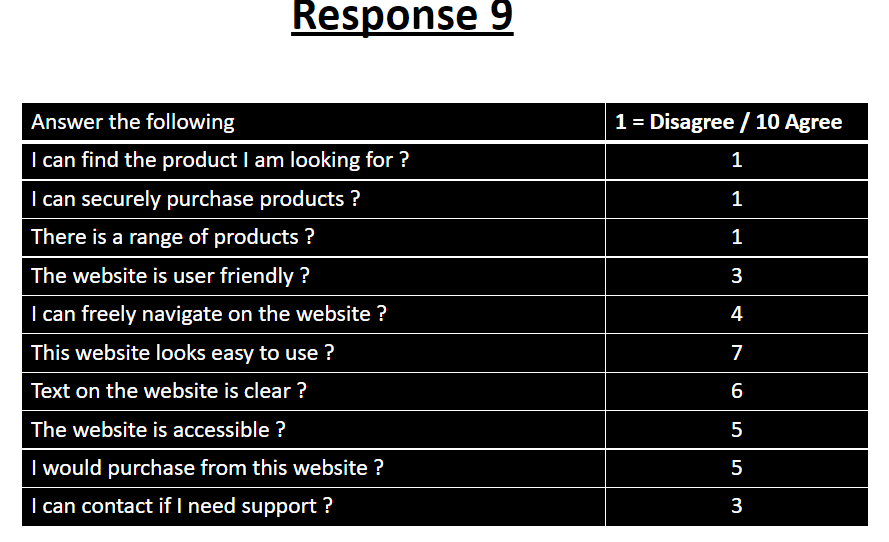 Response 9
Answer the following 1 = Disagree / 10 Agree
I can find the product I am looking for ? 1
I can securely purchase products ? 1
There is a range of products ? 1
The website is user friendly ? 3
I can freely navigate on the website ? 4
This website looks easy to use ? 7
Text on the website is clear ? 6
The website is accessible ? 5
I would purchase from this website ? 5
I can contact if I need support ? 3